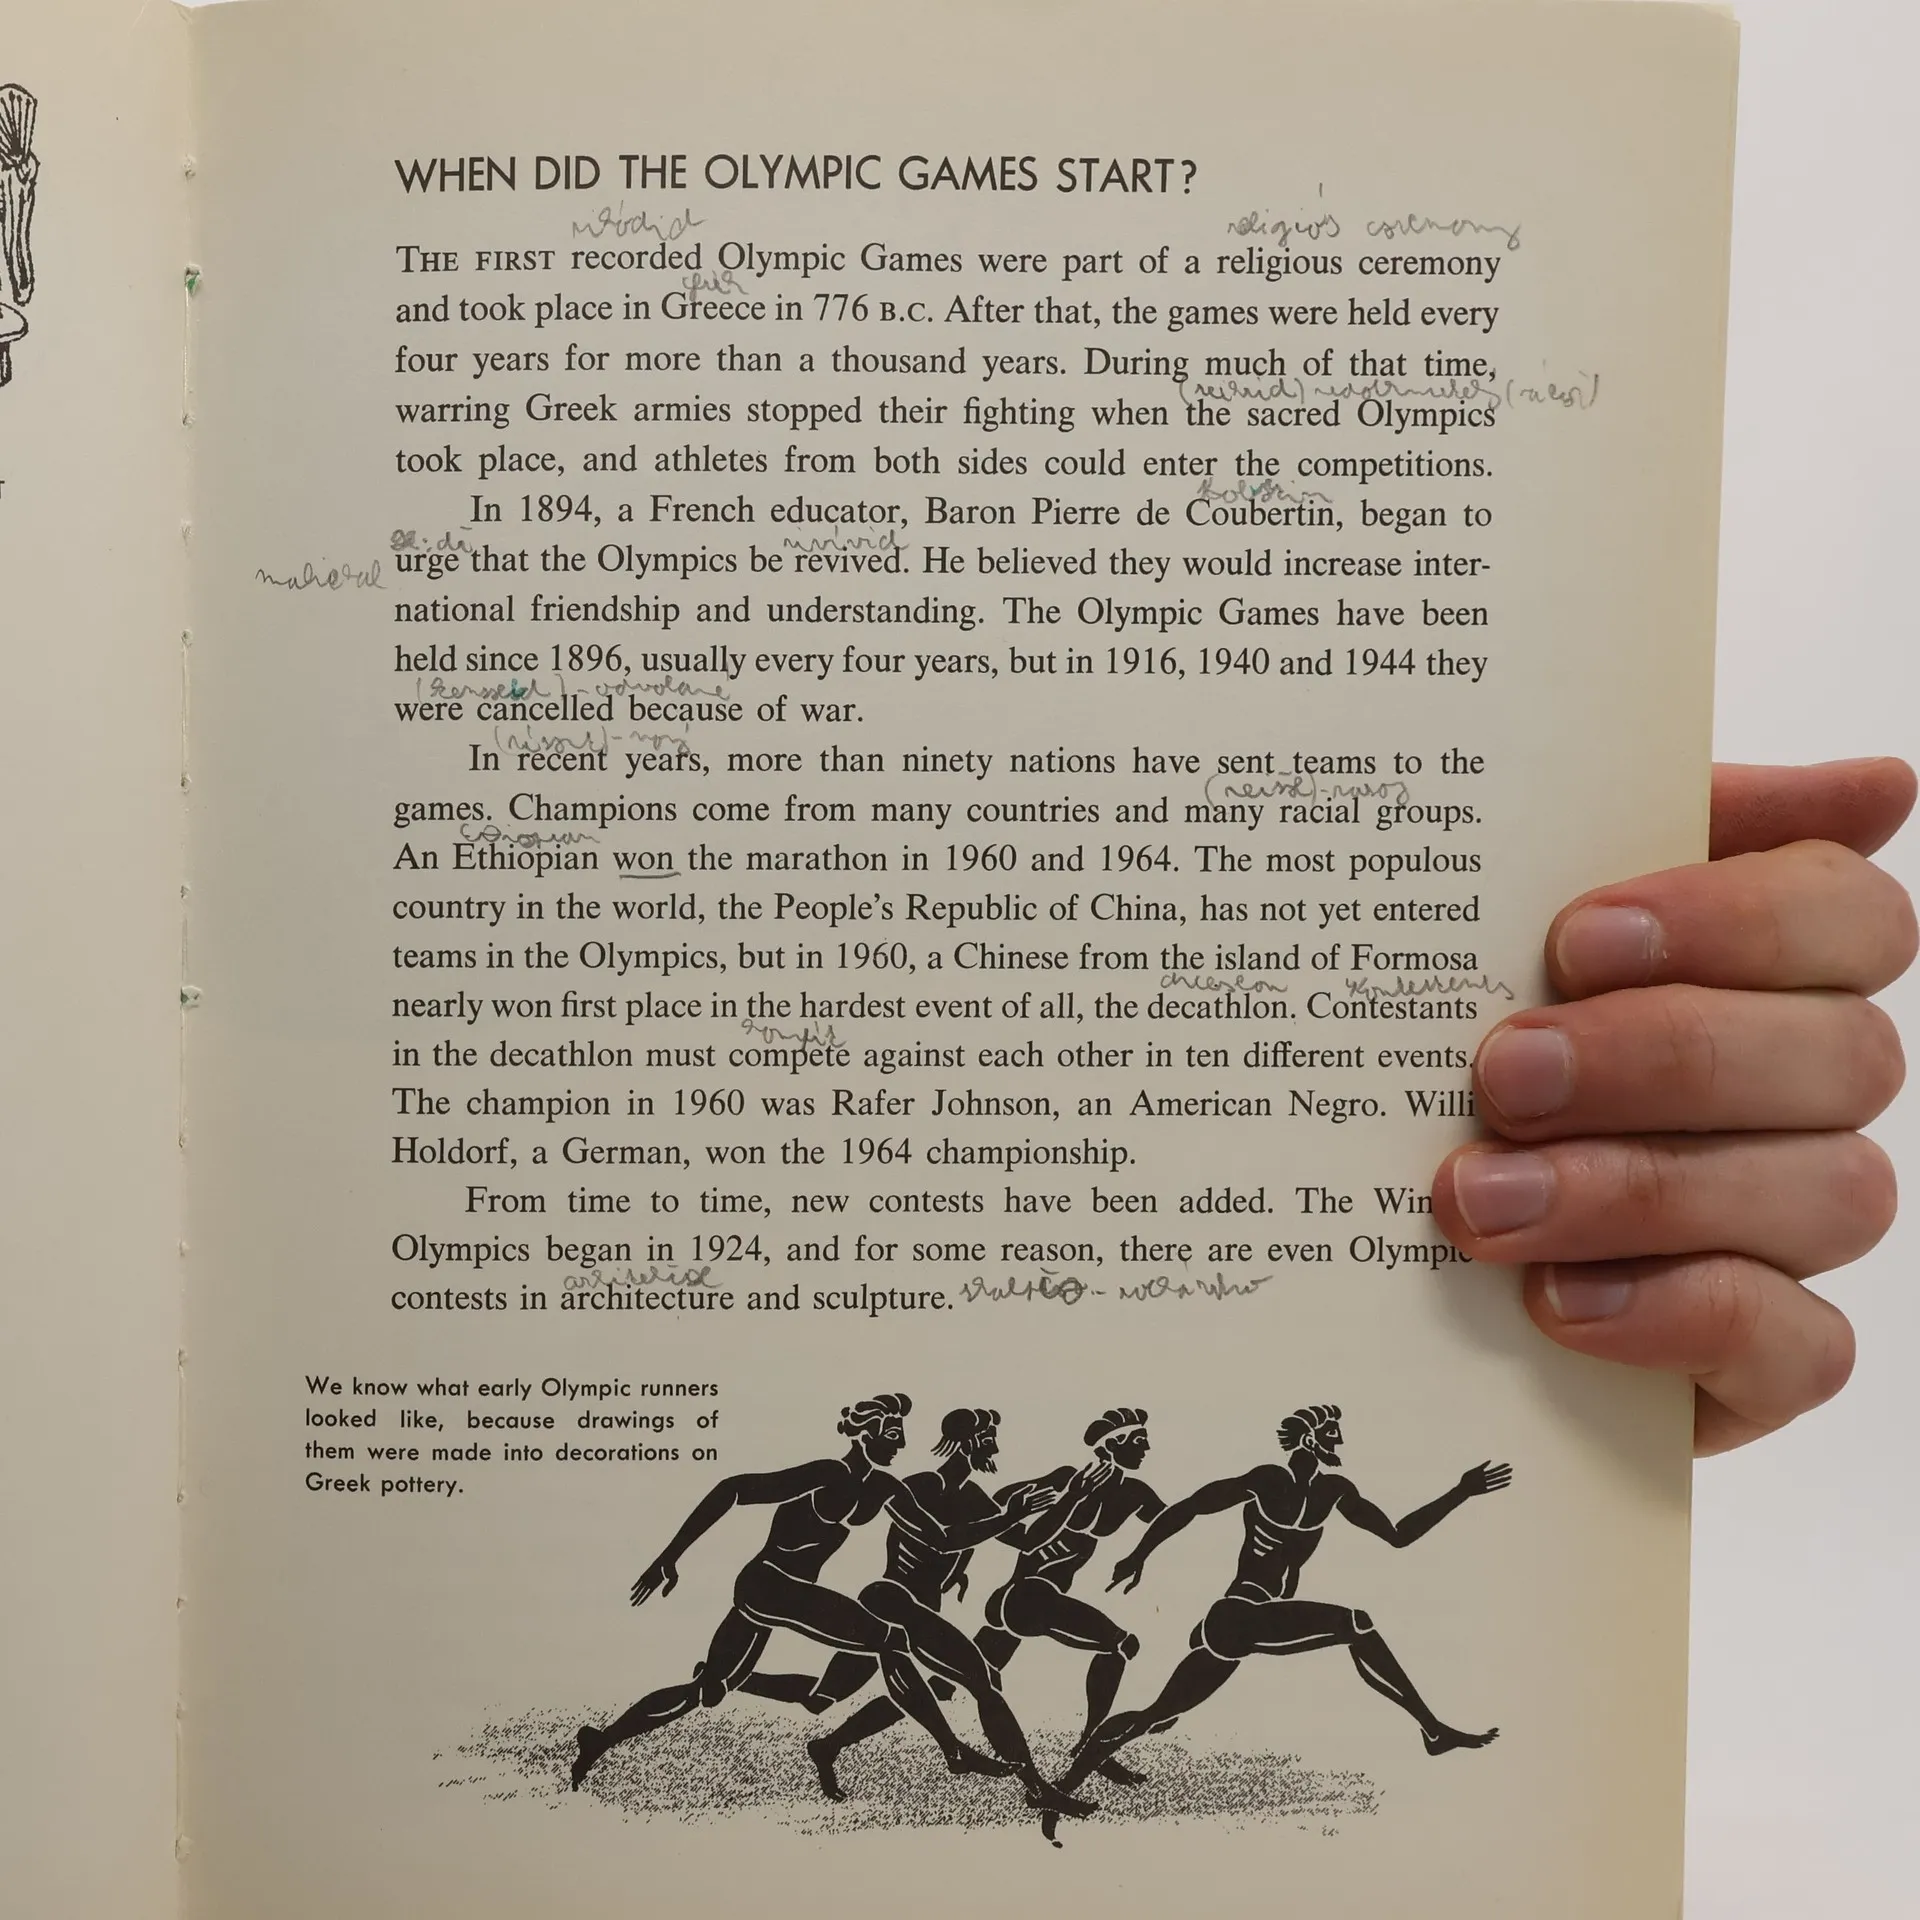 WHEN DID THE OLYMPIC GAMES START?
religiós ceremony
THE FIRST recorded Olympic Games were part of a religious ceremony
and took place in Greece in 776 B.C. After that, the games were held every
four years for more than a thousand years. During much of that time,
warring Greek armies stopped their fighting when the sacred Olympics
took place, and athletes from both sides could enter the competitions.
In 1894, a French educator, Baron Pierre de Coubertin, began to
urge that the Olympics be revived. He believed they would increase inter-
national friendship and understanding. The Olympic Games have been
held since 1896, usually every four years, but in 1916, 1940 and 1944 they
were cancelled because of war.
In recent years, more than ninety nations have sent teams to the
games. Champions come from many countries and many racial groups.
An Ethiopian won the marathon in 1960 and 1964. The most populous
country in the world, the People's Republic of China, has not yet entered
teams in the Olympics, but in 1960, a Chinese from the island of Formosa
nearly won first place in the hardest event of all, the decathlon. Contestants
in the decathlon must compete against each other in ten different events.
The champion in 1960 was Rafer Johnson, an American Negro. Willi
Holdorf, a German, won the 1964 championship.
From time to time, new contests have been added. The Win
Olympics began in 1924, and for some reason, there are even Olympic
contests in architecture and sculpture.
We know what early Olympic runners
looked like, because drawings of
them were made into decorations on
Greek pottery.